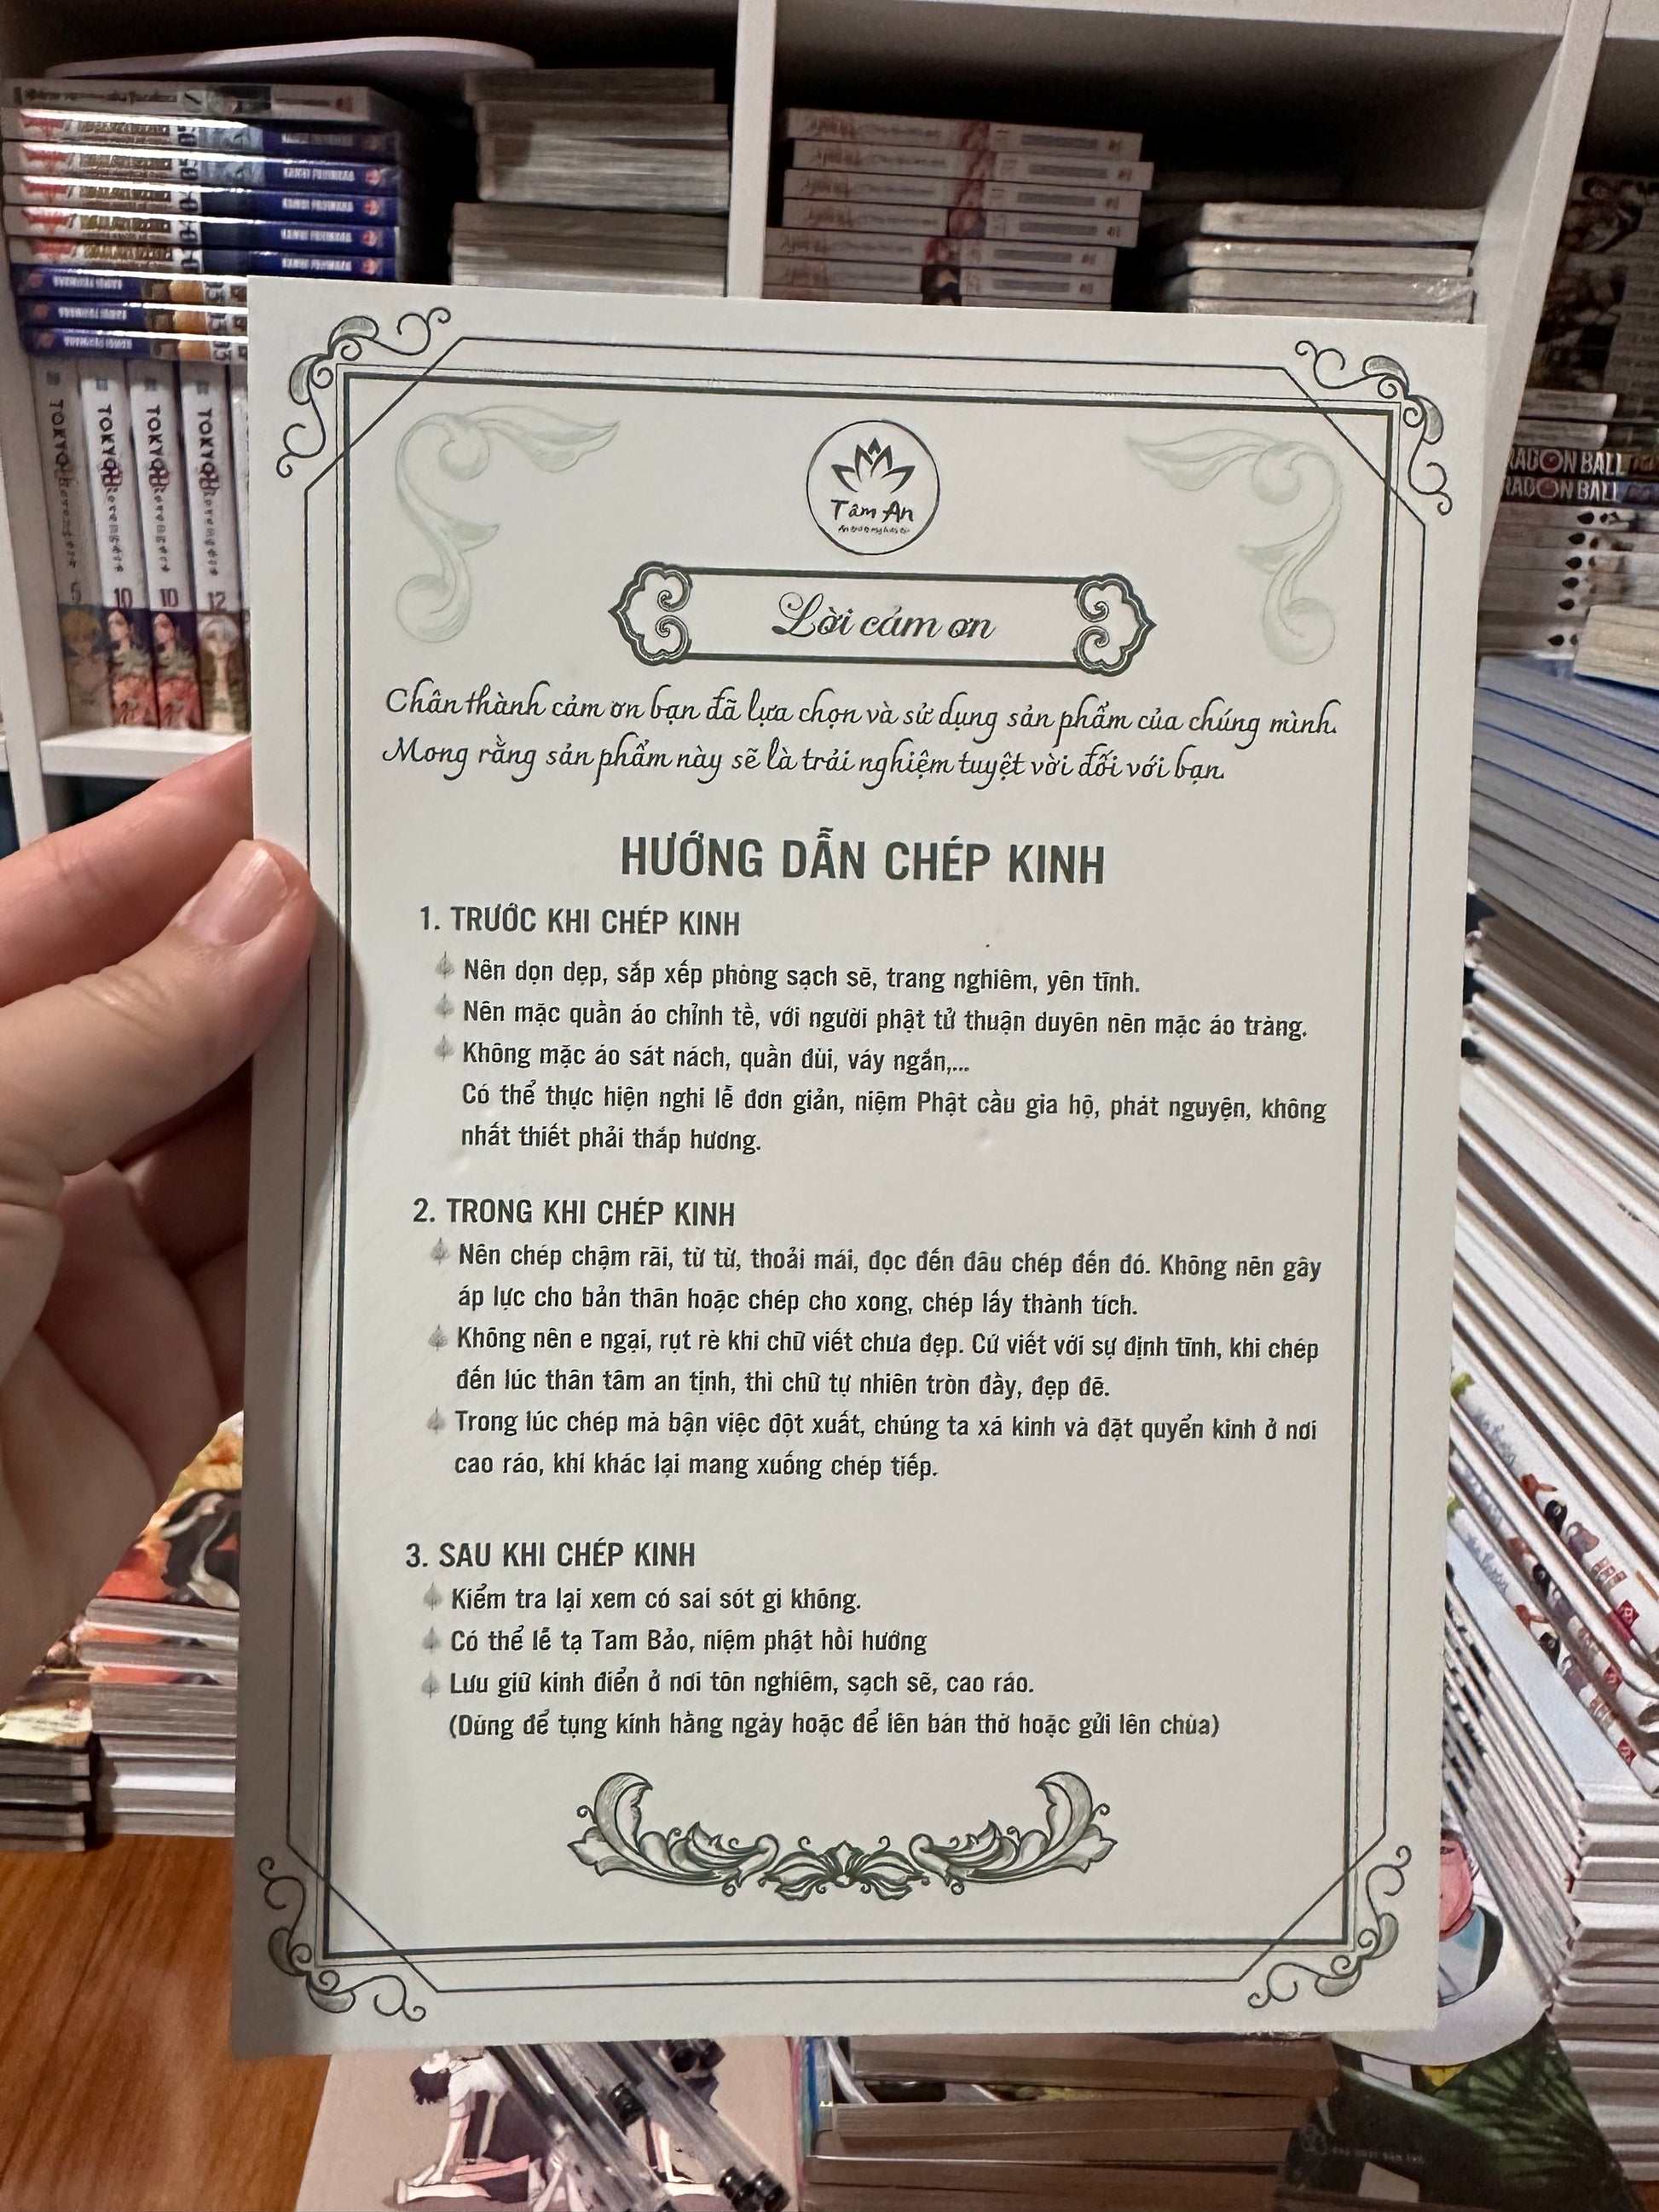 TOKYO
5
TOKYO
10
TOKYO
10
TOKYO
12
DRAGON BALL
DRAGON BALL
Tâm An
Lời cảm ơn
Chân thành cảm ơn bạn đã lựa chọn và sử dụng sản phẩm của chúng mình.
Mong rằng sản phẩm này sẽ là trải nghiệm tuyệt vời đối với bạn.
HƯỚNG DẪN CHÉP KINH
1. TRƯỚC KHI CHÉP KINH
Nên dọn dẹp, sắp xếp phòng sạch sẽ, trang nghiêm, yên tĩnh.
Nên mặc quần áo chỉnh tề, với người phật tử thuận duyên nên mặc áo tràng.
Không mặc áo sát nách, quần đùi, váy ngắn,...
Có thể thực hiện nghi lễ đơn giản, niệm Phật cầu gia hộ, phát nguyện, không
nhất thiết phải thắp hương.
2. TRONG KHI CHÉP KINH
Nên chép chậm rãi, từ từ, thoải mái, đọc đến đâu chép đến đó. Không nên gây
áp lực cho bản thân hoặc chép cho xong, chép lấy thành tích.
Không nên e ngại, rụt rè khi chữ viết chưa đẹp. Cứ viết với sự định tĩnh, khi chép
đến lúc thân tâm an tịnh, thì chữ tự nhiên tròn đầy, đẹp đẽ.
Trong lúc chép mà bận việc đột xuất, chúng ta xá kinh và đặt quyển kinh ở nơi
cao ráo, khi khác lại mang xuống chép tiếp.
3. SAU KHI CHÉP KINH
Kiểm tra lại xem có sai sót gì không.
Có thể lễ tạ Tam Bảo, niệm phật hồi hướng
Lưu giữ kinh điển ở nơi tôn nghiêm, sạch sẽ, cao ráo.
(Dùng để tụng kinh hằng ngày hoặc để lên bàn thờ hoặc gửi lên chùa)